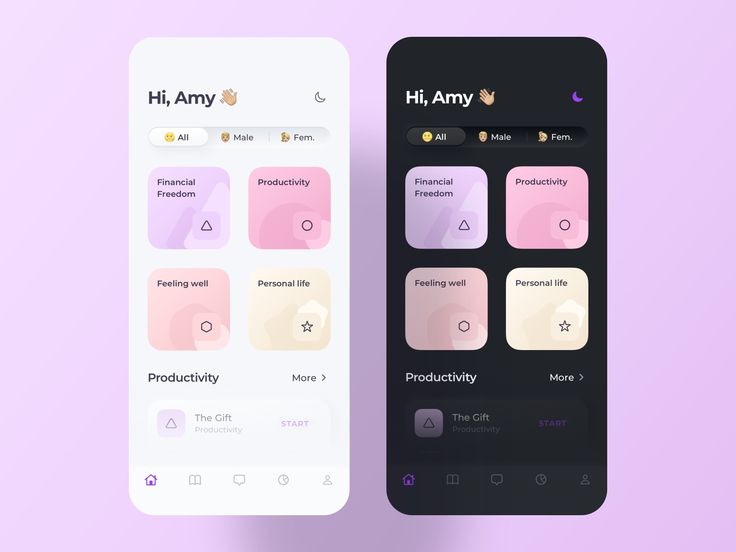 Hi, Amy 👋🏼
All
Male
Fem.
Financial
Freedom
Productivity
Feeling well
Personal life
Productivity
More
The Gift
Productivity
START
Hi, Amy 👋🏼
All
Male
Fem.
Financial
Freedom
Productivity
Feeling well
Personal life
Productivity
More
The Gift
Productivity
START